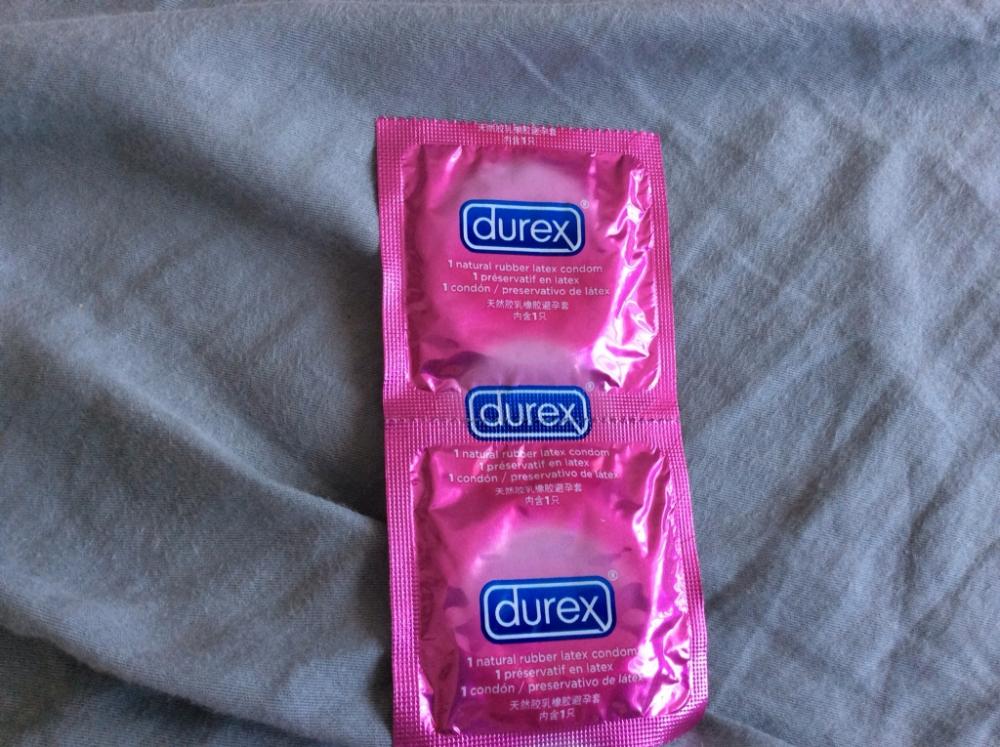 天然胶乳橡胶避孕套
内含1只
durex®
1 natural rubber latex condom
1 préservatif en latex
1 condón / preservativo de látex
天然胶乳橡胶避孕套
内含1只
durex®
1 natural rubber latex condom
1 préservatif en latex
1 condón / preservativo de látex
天然胶乳橡胶避孕套
内含1只
durex®
1 natural rubber latex condom
1 préservatif en latex
1 condón / preservativo de látex
天然胶乳橡胶避孕套
内含1只